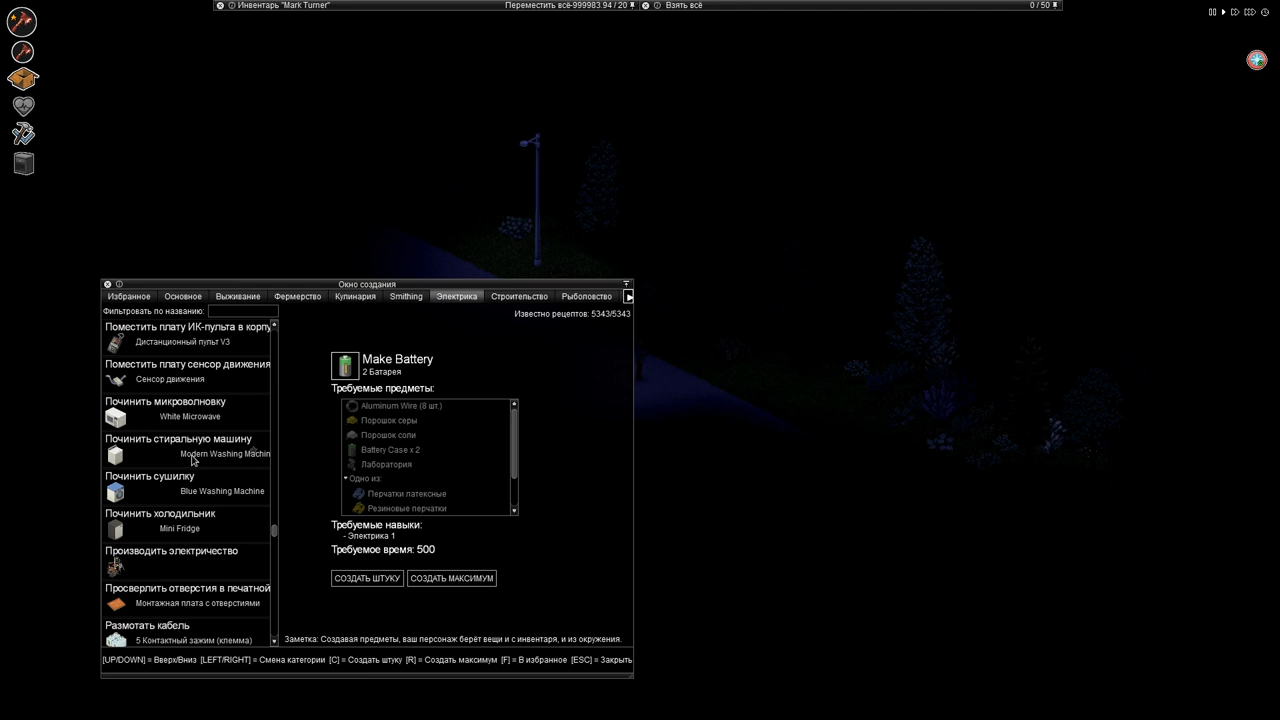 Инвентарь "Mark Turner"
Переместить всё-999983.94 / 20
Взять всё
0 / 50
Окно создания
Избранное Основное Выживание Фермерство Кулинария Smithing Электрика Строительство Рыболовство
Фильтровать по названию:
Известно рецептов: 5343/5343
Поместить плату ИК-пульта в корпу
Дистанционный пульт V3
Поместить плату сенсор движения
Сенсор движения
Починить микроволновку
White Microwave
Починить стиральную машину
Modern Washing Machin
Починить сушилку
Blue Washing Machine
Починить холодильник
Mini Fridge
Производить электричество
Просверлить отверстия в печатной
Монтажная плата с отверстиями
Размотать кабель
5 Контактный зажим (клемма)
Make Battery
2 Батарея
Требуемые предметы:
Aluminum Wire (8 шт.)
Порошок серы
Порошок соли
Battery Case x 2
Лаборатория
Одно из:
Перчатки латексные
Резиновые перчатки
Требуемые навыки:
- Электрика 1
Требуемое время: 500
СОЗДАТЬ ШТУКУ СОЗДАТЬ МАКСИМУМ
Заметка: Создавая предметы, ваш персонаж берёт вещи и с инвентаря, и из окружения.
[UP/DOWN] = Вверх/Вниз [LEFT/RIGHT] = Смена категории [C] = Создать штуку [R] = Создать максимум [F] = В избранное [ESC] = Закрыть